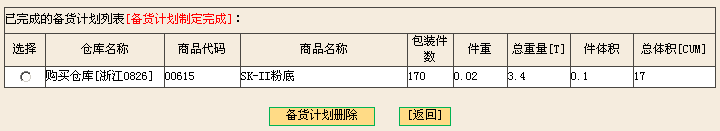 已完成的备货计划列表[备货计划制定完成]：
选择 仓库名称 商品代码 商品名称 包装件数 件重 总重量[T] 件体积 总体积[CUM]
购买仓库[浙江0826] 00615 SK-II粉底 170 0.02 3.4 0.1 17
备货计划删除 [返回]